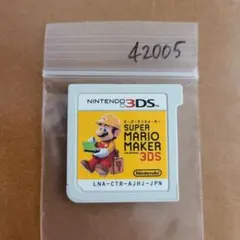 42005
NINTENDO 3DS
スーパーマリオメーカー
SUPER
MARIO
MAKER
3DS
Nintendo
LNA-CTR-AJHJ-JPN